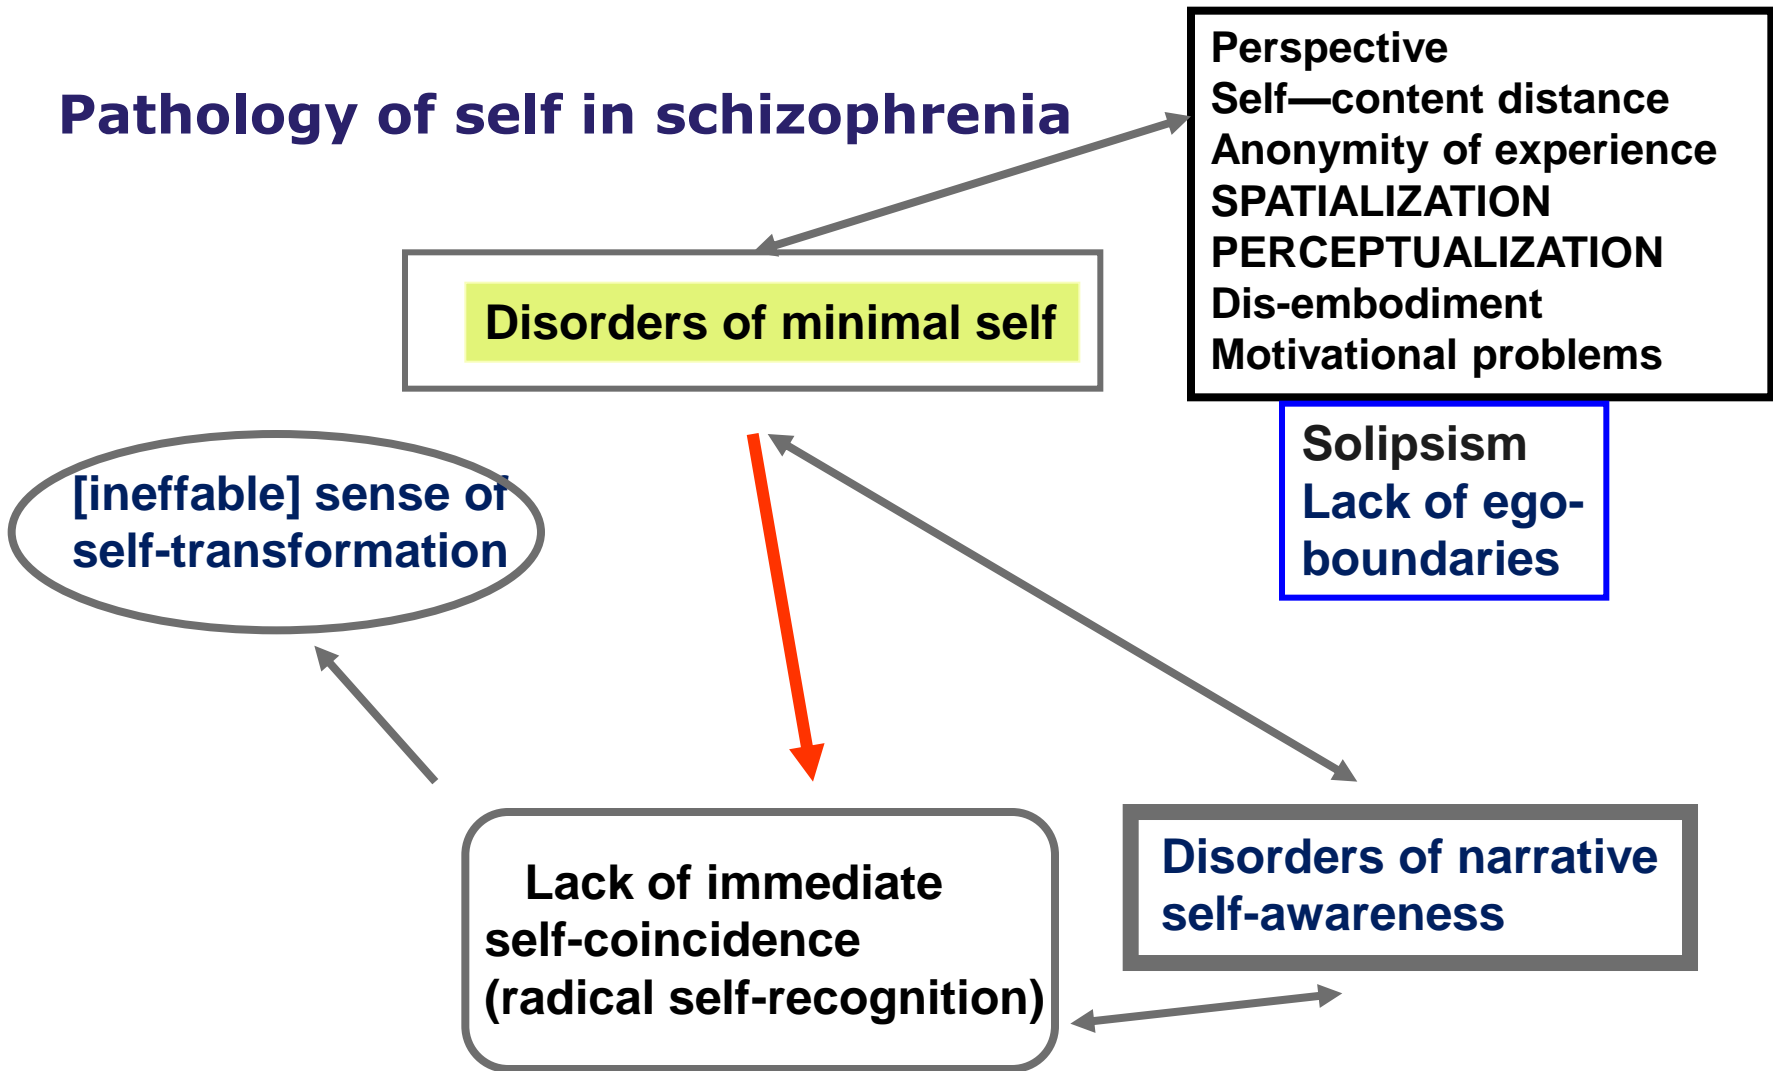 Pathology of self in schizophrenia
Perspective
Self—content distance
Anonymity of experience
SPATIALIZATION
PERCEPTUALIZATION
Dis-embodiment
Motivational problems
Disorders of minimal self
Solipsism
Lack of ego-
boundaries
[ineffable] sense of
self-transformation
Lack of immediate
self-coincidence
(radical self-recognition)
Disorders of narrative
self-awareness